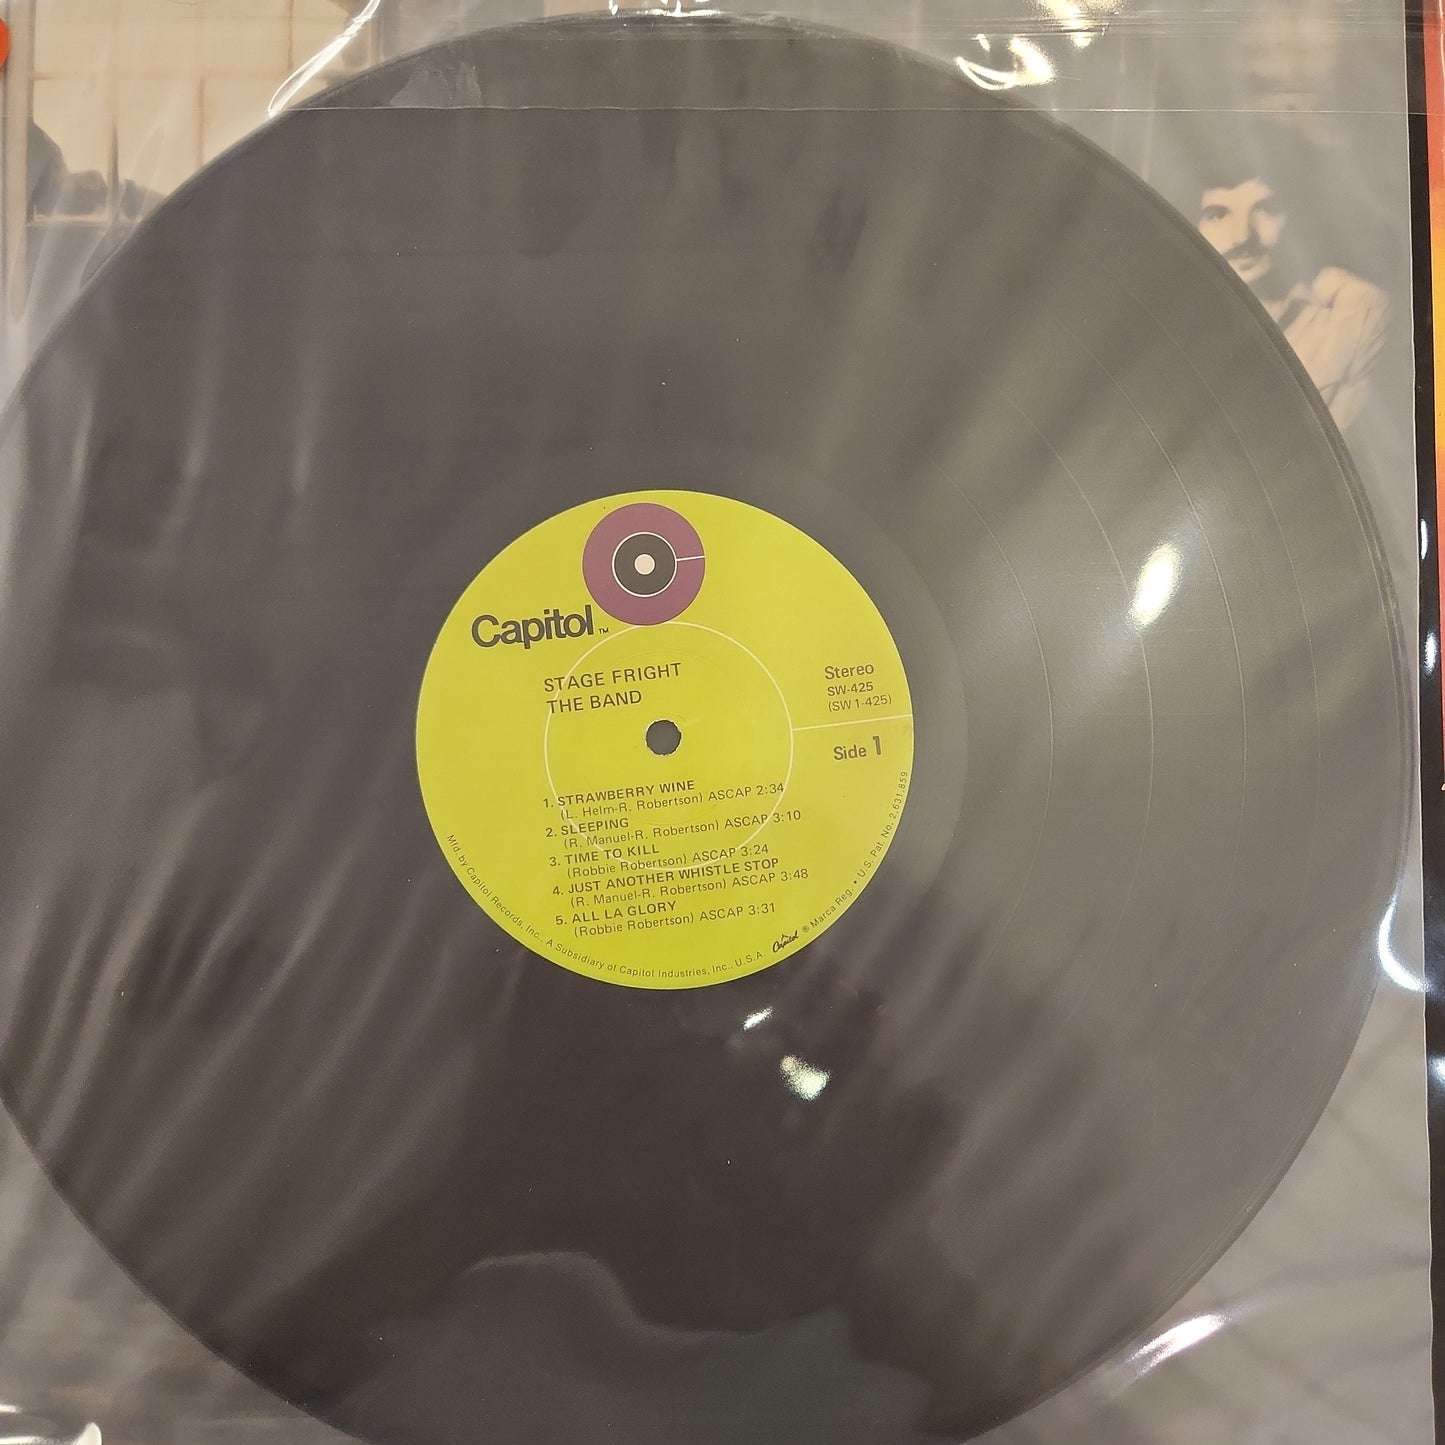 Capitol™
STAGE FRIGHT
THE BAND
Stereo
SW-425
(SW 1-425)
Side 1
1. STRAWBERRY WINE
(L. Helm-R. Robertson) ASCAP 2:34
2. SLEEPING
(R. Manuel-R. Robertson) ASCAP 3:10
3. TIME TO KILL
(Robbie Robertson) ASCAP 3:24
4. JUST ANOTHER WHISTLE STOP
(R. Manuel-R. Robertson) ASCAP 3:48
5. ALL LA GLORY
(Robbie Robertson) ASCAP 3:31
Mfd. by Capitol Records, Inc., A Subsidiary of Capitol Industries, Inc., U.S.A. Capitol ® Marca Reg. • U.S. Pat. No. 2,631,859